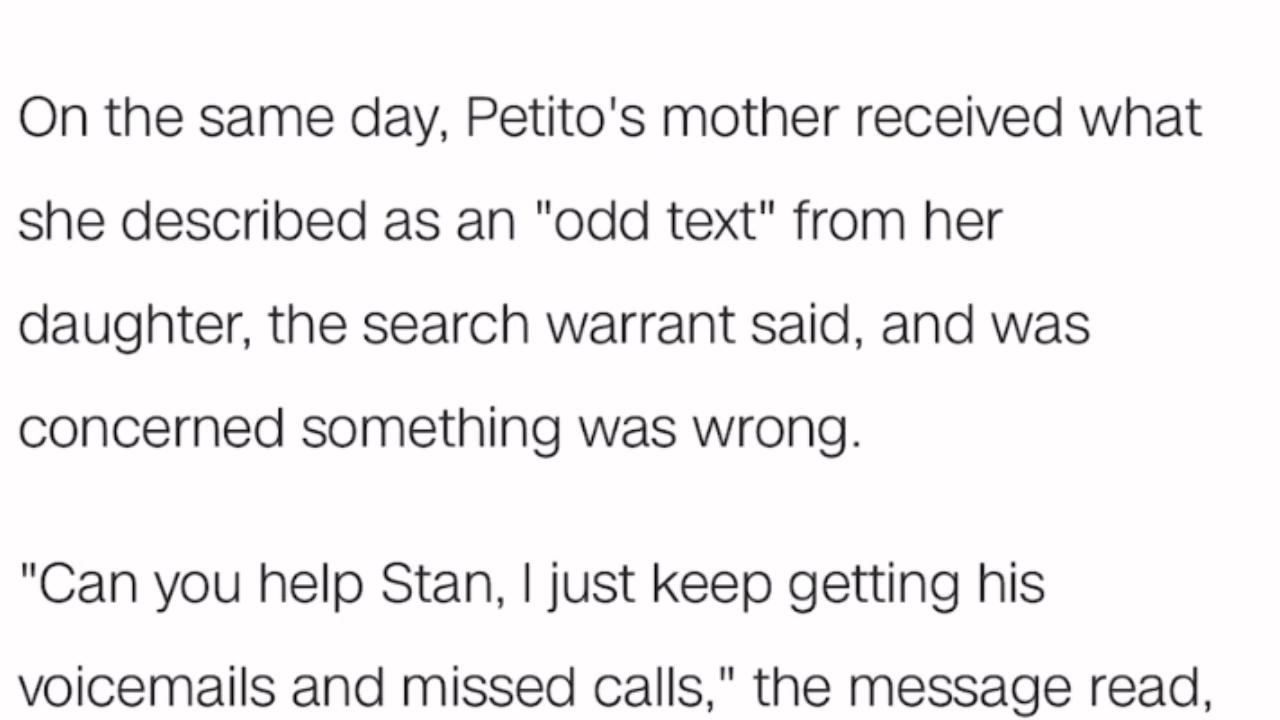 On the same day, Petito's mother received what
she described as an "odd text" from her
daughter, the search warrant said, and was
concerned something was wrong.
"Can you help Stan, I just keep getting his
voicemails and missed calls," the message read,